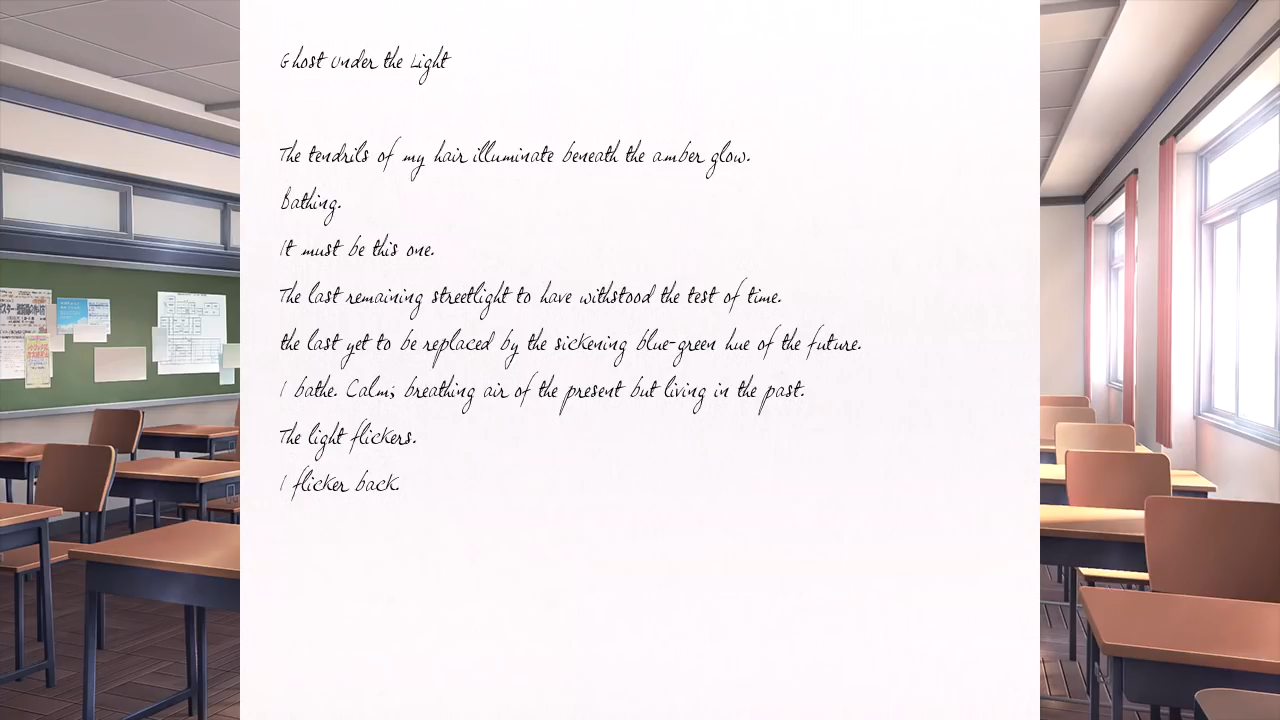 Ghost Under the Light
The tendrils of my hair illuminate beneath the amber glow.
Bathing.
It must be this one.
The last remaining streetlight to have withstood the test of time.
the last yet to be replaced by the sickening blue-green hue of the future.
I bathe. Calm; breathing air of the present but living in the past.
The light flickers.
I flicker back.